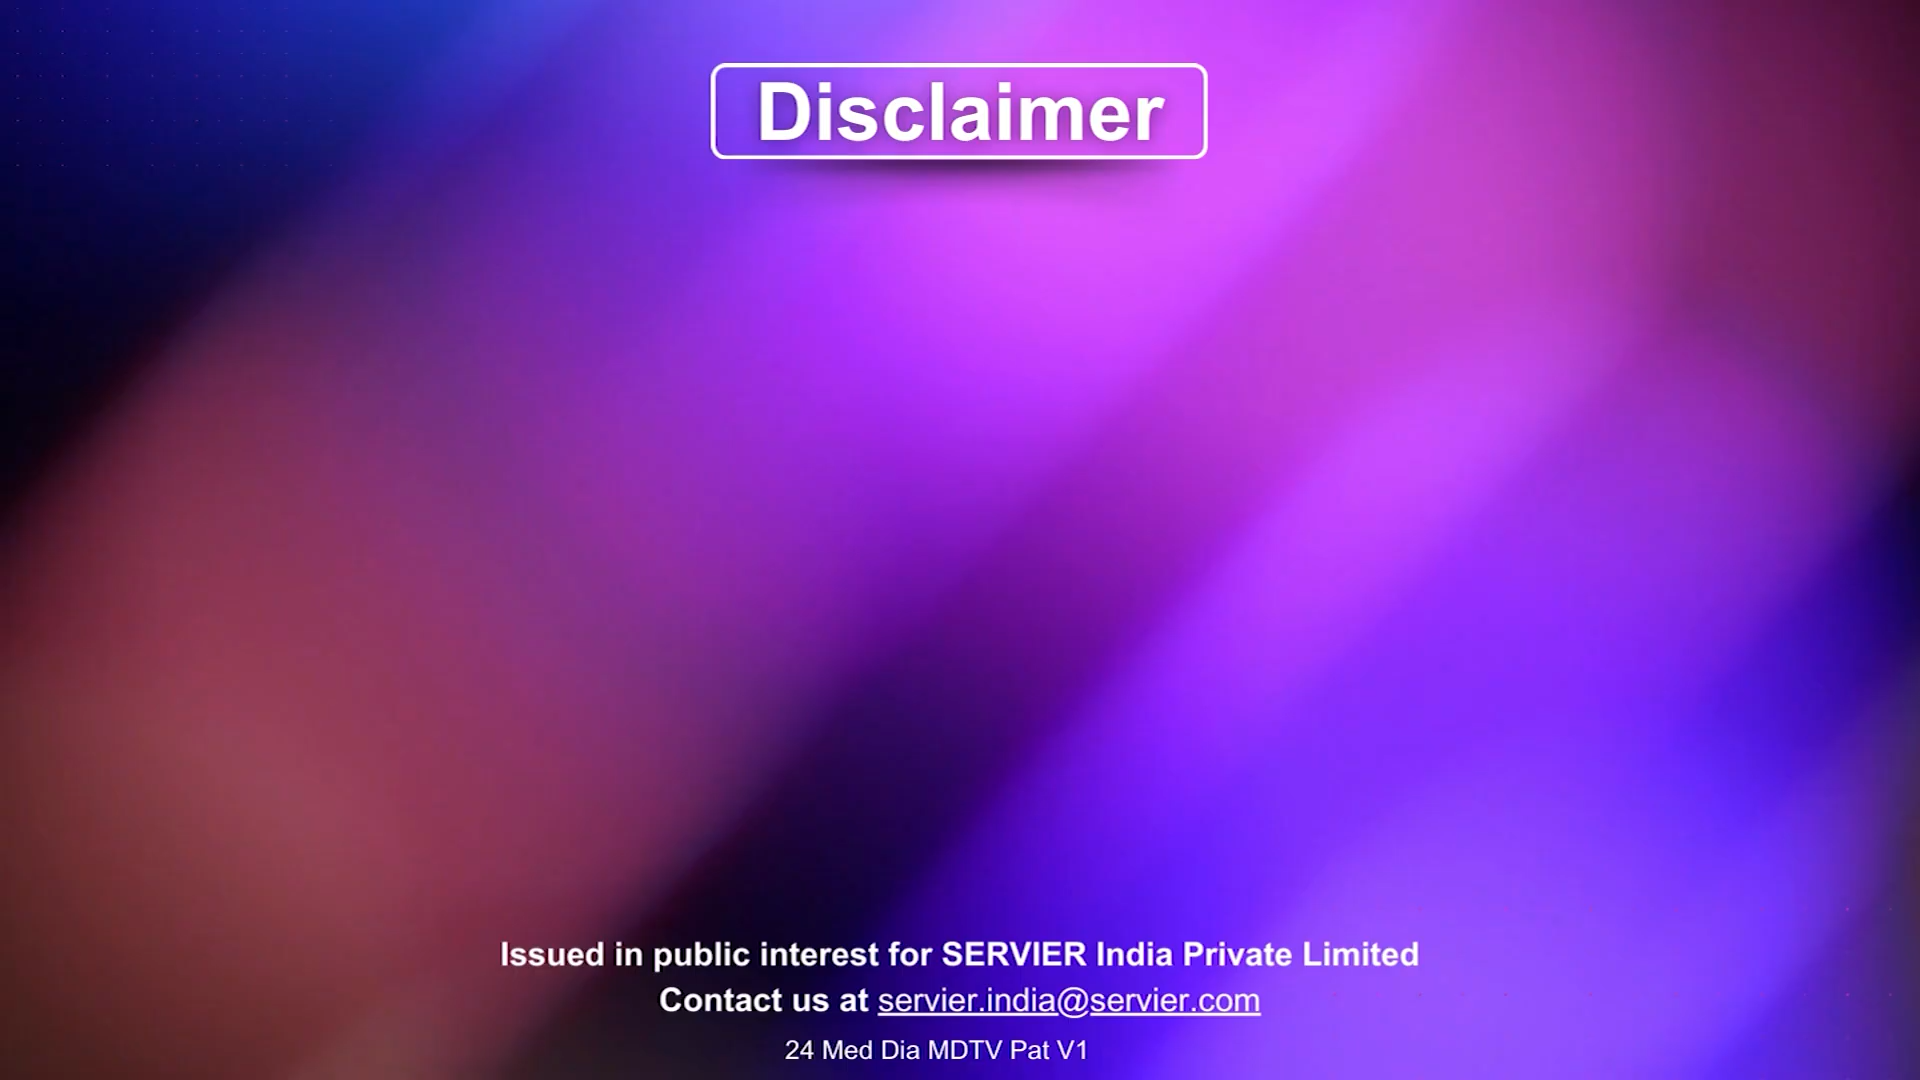 Disclaimer
Issued in public interest for SERVIER India Private Limited
Contact us at servier.india@servier.com
24 Med Dia MDTV Pat V1